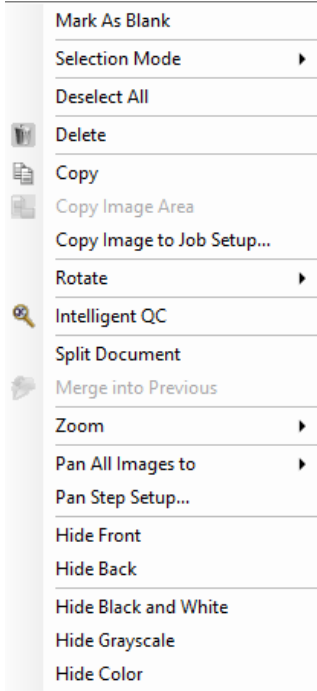 Mark As Blank
Selection Mode
Deselect All
Delete
Copy
Copy Image Area
Copy Image to Job Setup...
Rotate
Intelligent QC
Split Document
Merge into Previous
Zoom
Pan All Images to
Pan Step Setup...
Hide Front
Hide Back
Hide Black and White
Hide Grayscale
Hide Color